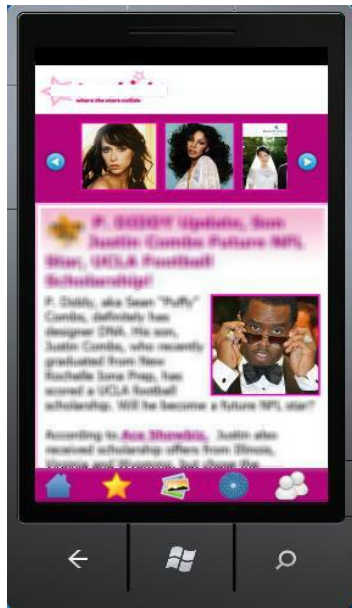 where the stars collide
P. DIDDY Update, Son
Justin Combs Future NFL
Star, UCLA Football
Scholarship!
P. Diddy, aka Sean "Puffy"
Combs, definitely has
designer DNA. His son,
Justin Combs, who recently
graduated from New
Rochelle Iona Prep, has
scored a UCLA football
scholarship. Will he become a future NFL star?
According to Ace Showbiz, Justin also
received scholarship offers from Illinois,